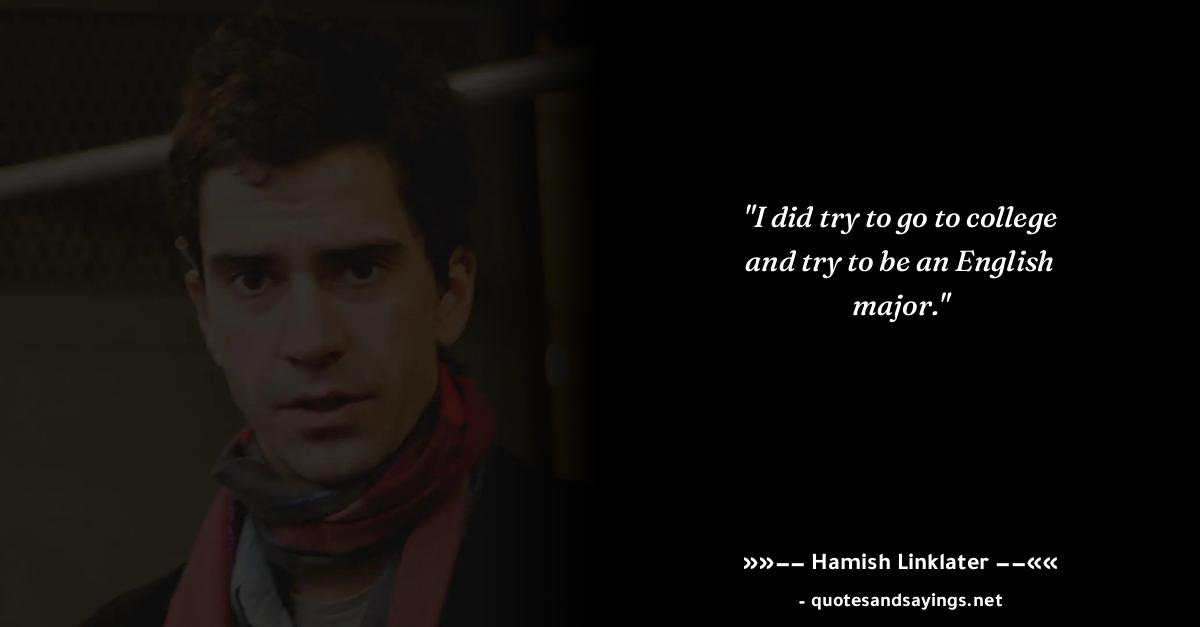 "I did try to go to college
and try to be an English
major."
»»−− Hamish Linklater −−««
- quotesandsayings.net